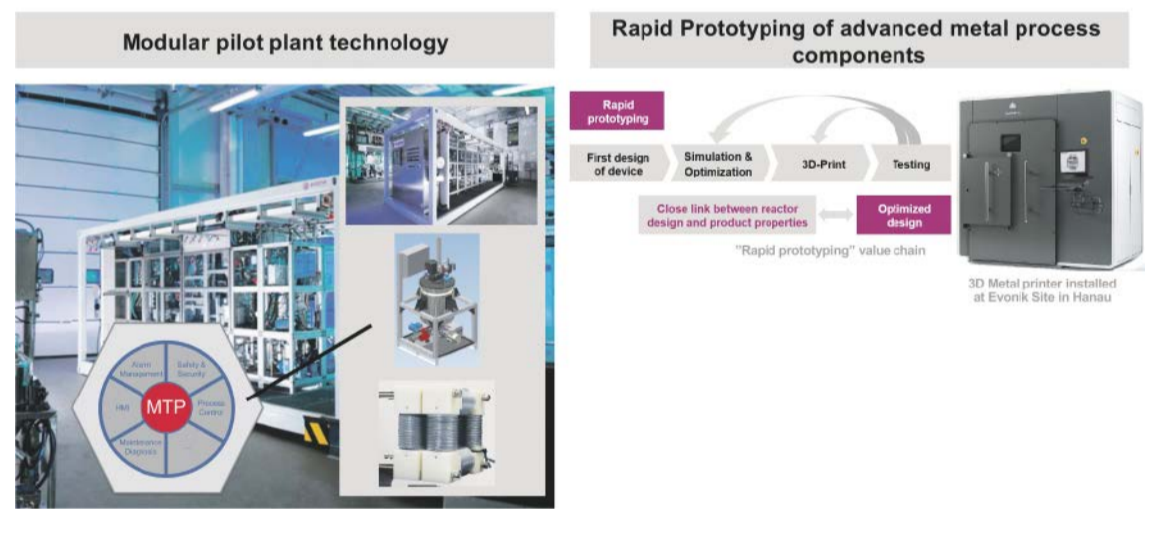 Modular pilot plant technology
Alarm
Management
Safety &
Security
HMI
MTP
Process
Control
Maintenance
Diagnosis
Rapid Prototyping of advanced metal process
components
Rapid
prototyping
First design
of device
Simulation &
Optimization
3D-Print
Testing
Close link between reactor
design and product properties
Optimized
design
"Rapid prototyping" value chain
3D Metal printer installed
at Evonik Site in Hanau